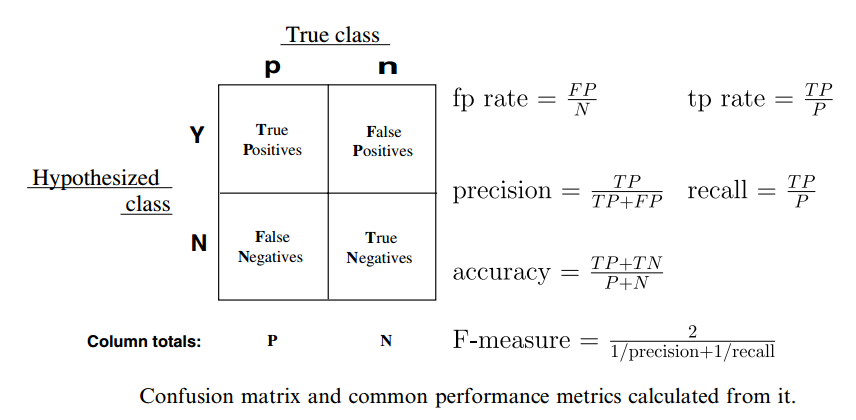 True class
p n
fp rate = FP/N tp rate = TP/P
Y
True
Positives
False
Positives
Hypothesized
class
precision = TP/TP+FP recall = TP/P
N
False
Negatives
True
Negatives
accuracy = TP+TN/P+N
Column totals: P N
F-measure = 2/1/precision+1/recall
Confusion matrix and common performance metrics calculated from it.